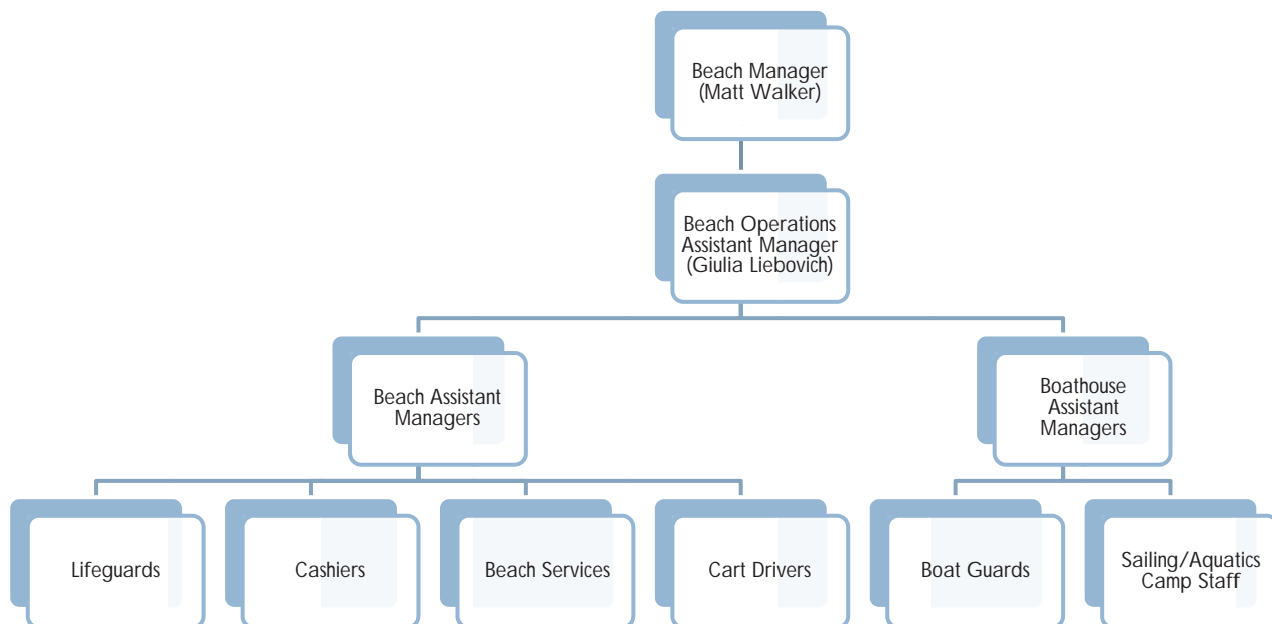 Beach Manager
(Matt Walker)
Beach Operations
Assistant Manager
(Giulia Liebovich)
Beach Assistant
Managers
Boathouse
Assistant
Managers
Lifeguards
Cashiers
Beach Services
Cart Drivers
Boat Guards
Sailing/Aquatics
Camp Staff